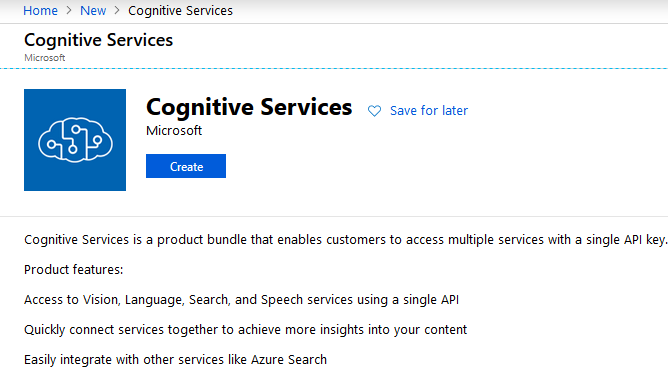 Home > New > Cognitive Services
Cognitive Services
Microsoft
Cognitive Services Save for later
Microsoft
Create
Cognitive Services is a product bundle that enables customers to access multiple services with a single API key.
Product features:
Access to Vision, Language, Search, and Speech services using a single API
Quickly connect services together to achieve more insights into your content
Easily integrate with other services like Azure Search